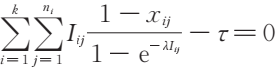 \sum_{i=1}^{k} \sum_{j=1}^{n_i} I_{ij} \frac{1 - x_{ij}}{1 - e^{-\lambda I_{ij}}} - \tau = 0